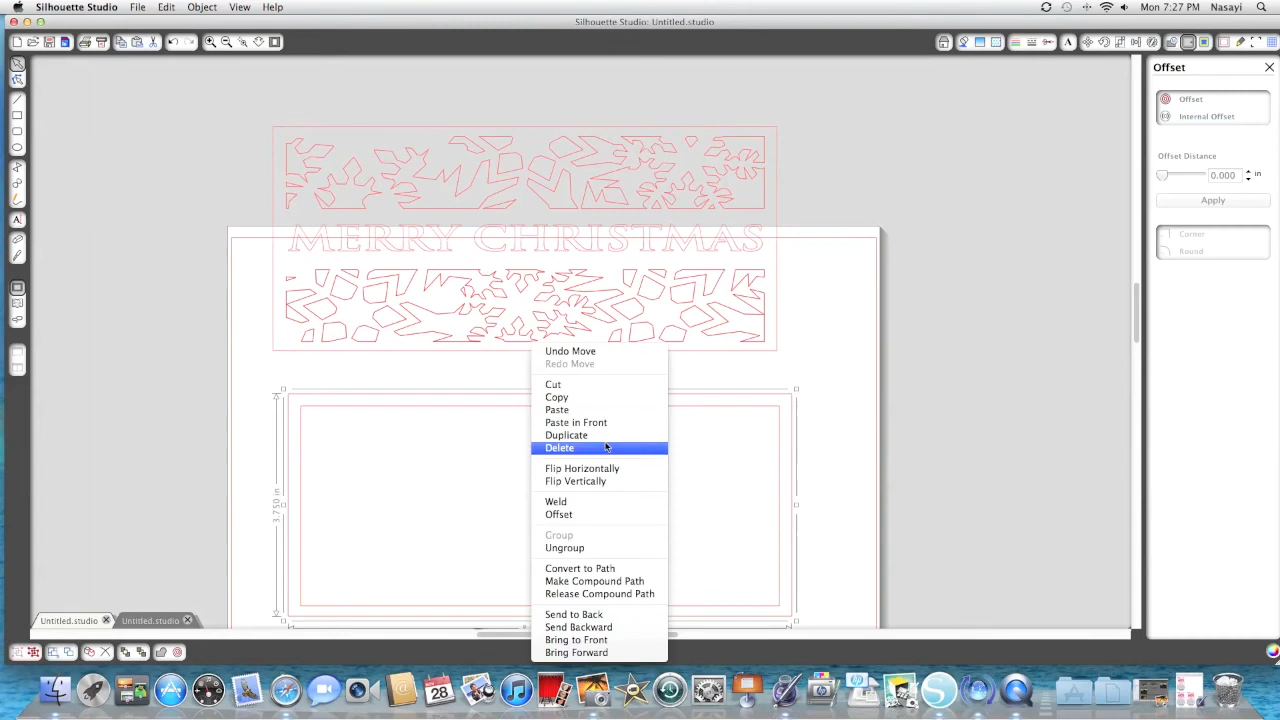 Silhouette Studio File Edit Object View Help
Mon 7:27 PM Nasayi
Silhouette Studio: Untitled.studio
Offset
Offset
Internal Offset
Offset Distance
0.000 in
Apply
Corner
Round
MERRY CHRISTMAS
3.750 in
Undo Move
Redo Move
Cut
Copy
Paste
Paste in Front
Duplicate
Delete
Flip Horizontally
Flip Vertically
Weld
Offset
Group
Ungroup
Convert to Path
Make Compound Path
Release Compound Path
Send to Back
Send Backward
Bring to Front
Bring Forward
Untitled.studio Untitled.studio
28